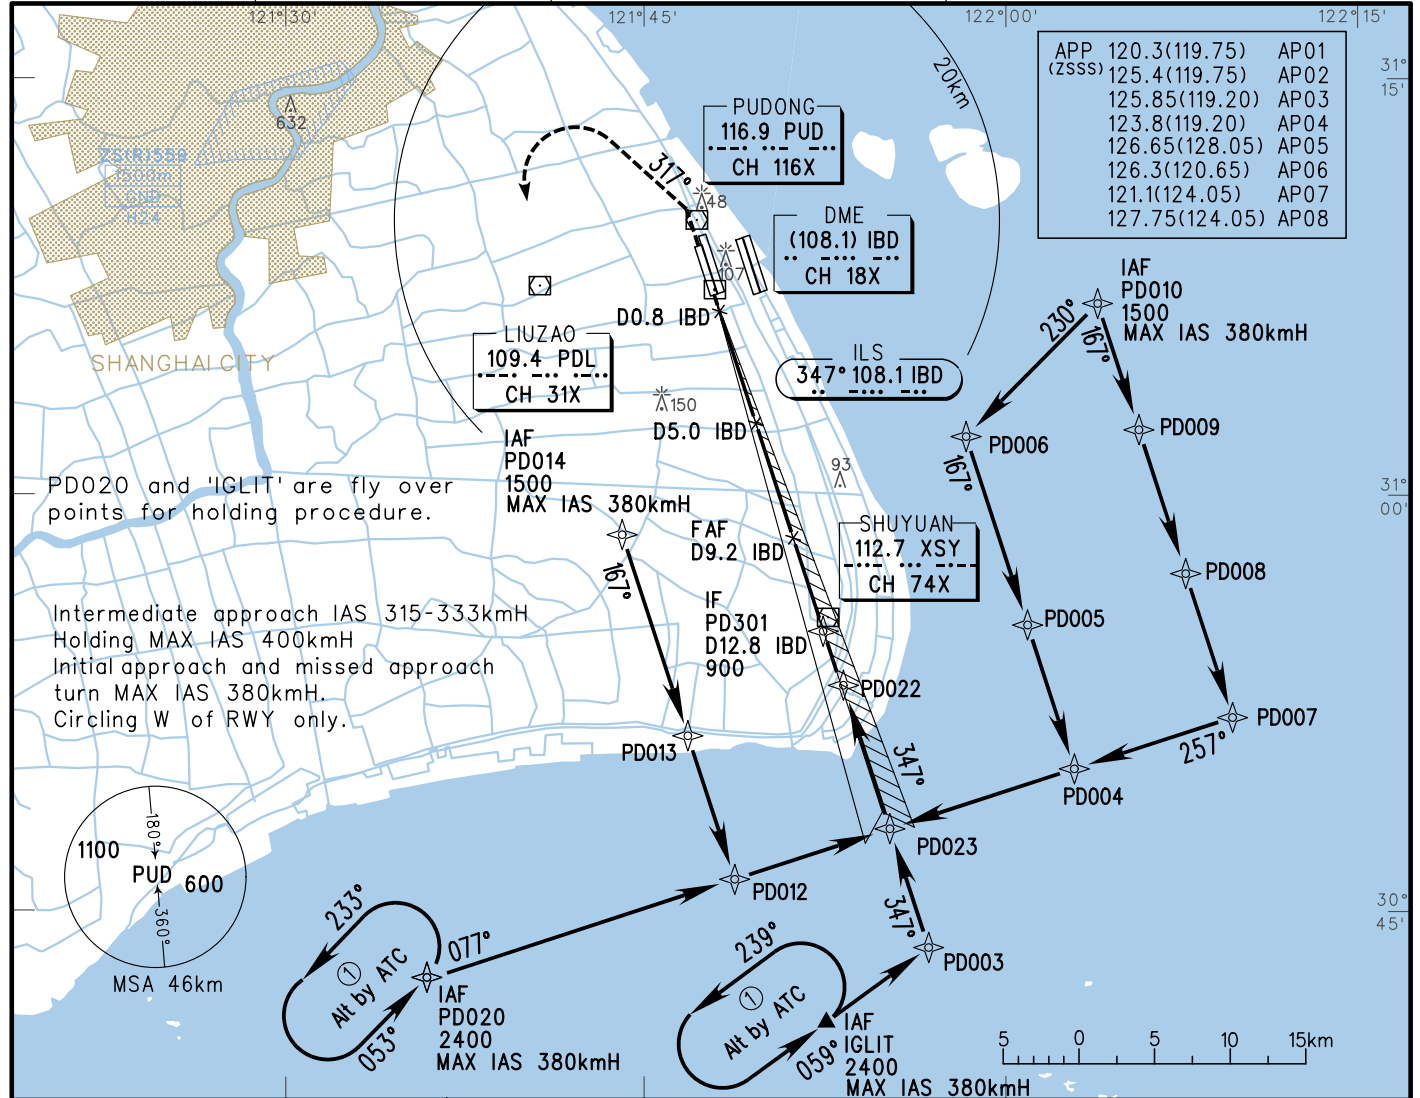 121°30'
121°45'
122°00'
122°15'
APP 120.3(119.75) AP01
(ZSSS) 125.4(119.75) AP02
125.85(119.20) AP03
123.8(119.20) AP04
126.65(128.05) AP05
126.3(120.65) AP06
121.1(124.05) AP07
127.75(124.05) AP08
31°
15'
20km
632
ZS(R)559
1500m
GND
H24
PUDONG
116.9 PUD
CH 116X
317°
48
DME
(108.1) IBD
CH 18X
107
IAF
PD010
1500
MAX IAS 380kmH
230°
167°
D0.8 IBD
LIUZAO
109.4 PDL
CH 31X
SHANGHAI CITY
ILS
347° 108.1 IBD
150
D5.0 IBD
PD006
PD009
167°
IAF
PD014
1500
MAX IAS 380kmH
93
31°
00'
PD020 and 'IGLIT' are fly over
points for holding procedure.
FAF
D9.2 IBD
SHUYUAN
112.7 XSY
CH 74X
167°
PD008
IF
PD301
D12.8 IBD
900
PD005
Intermediate approach IAS 315-333kmH
Holding MAX IAS 400kmH
Initial approach and missed approach
turn MAX IAS 380kmH.
Circling W of RWY only.
PD022
PD007
PD013
347°
257°
PD004
PD023
180°
1100
PUD 600
360°
MSA 46km
PD012
30°
45'
233°
077°
1
Alt by ATC
053°
IAF
PD020
2400
MAX IAS 380kmH
347°
PD003
239°
1
Alt by ATC
059°
IAF
IGLIT
2400
MAX IAS 380kmH
5 0 5 10 15km